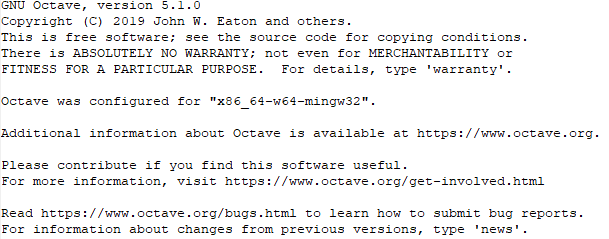 GNU Octave, version 5.1.0
Copyright (C) 2019 John W. Eaton and others.
This is free software; see the source code for copying conditions.
There is ABSOLUTELY NO WARRANTY; not even for MERCHANTABILITY or
FITNESS FOR A PARTICULAR PURPOSE.  For details, type 'warranty'.

Octave was configured for "x86_64-w64-mingw32".

Additional information about Octave is available at https://www.octave.org.

Please contribute if you find this software useful.
For more information, visit https://www.octave.org/get-involved.html

Read https://www.octave.org/bugs.html to learn how to submit bug reports.
For information about changes from previous versions, type 'news'.